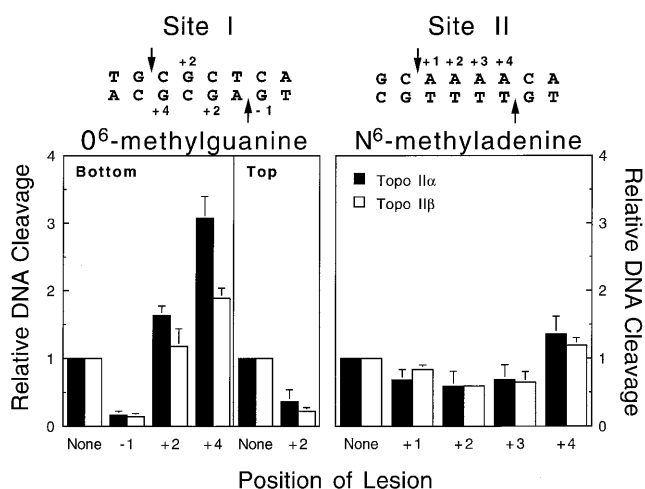 Site I
Site II
+2
T G C G C T C A
A C G C G A G T
+4 +2 -1
+1 +2 +3 +4
G C A A A A C A
C G T T T T G T
O6-methylguanine
N6-methyladenine
Relative DNA Cleavage
4
3
2
1
0
Bottom
Top
Topo IIα
Topo IIβ
4
3
2
1
0
Relative DNA Cleavage
None -1 +2 +4 None +2
None +1 +2 +3 +4
Position of Lesion